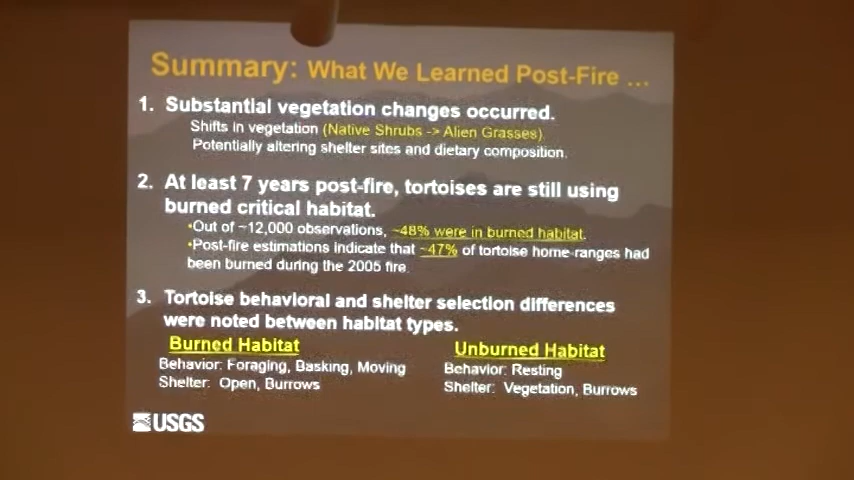 Summary: What We Learned Post-Fire ...
1. Substantial vegetation changes occurred.
Shifts in vegetation (Native Shrubs -> Alien Grasses).
Potentially altering shelter sites and dietary composition.
2. At least 7 years post-fire, tortoises are still using
burned critical habitat.
•Out of ~12,000 observations, ~48% were in burned habitat.
•Post-fire estimations indicate that ~47% of tortoise home-ranges had
been burned during the 2005 fire.
3. Tortoise behavioral and shelter selection differences
were noted between habitat types.
Burned Habitat
Behavior: Foraging, Basking, Moving
Shelter: Open, Burrows
Unburned Habitat
Behavior: Resting
Shelter: Vegetation, Burrows
USGS